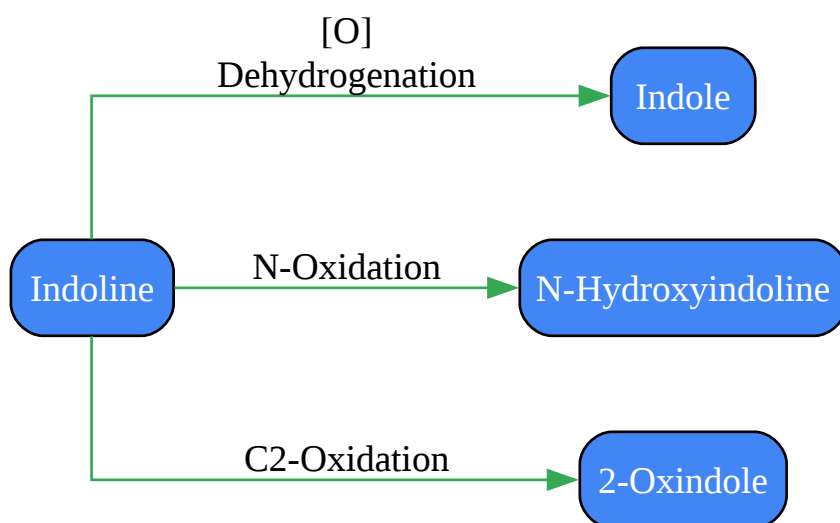 [O]
Dehydrogenation
Indole
Indoline
N-Oxidation
N-Hydroxyindoline
C2-Oxidation
2-Oxindole